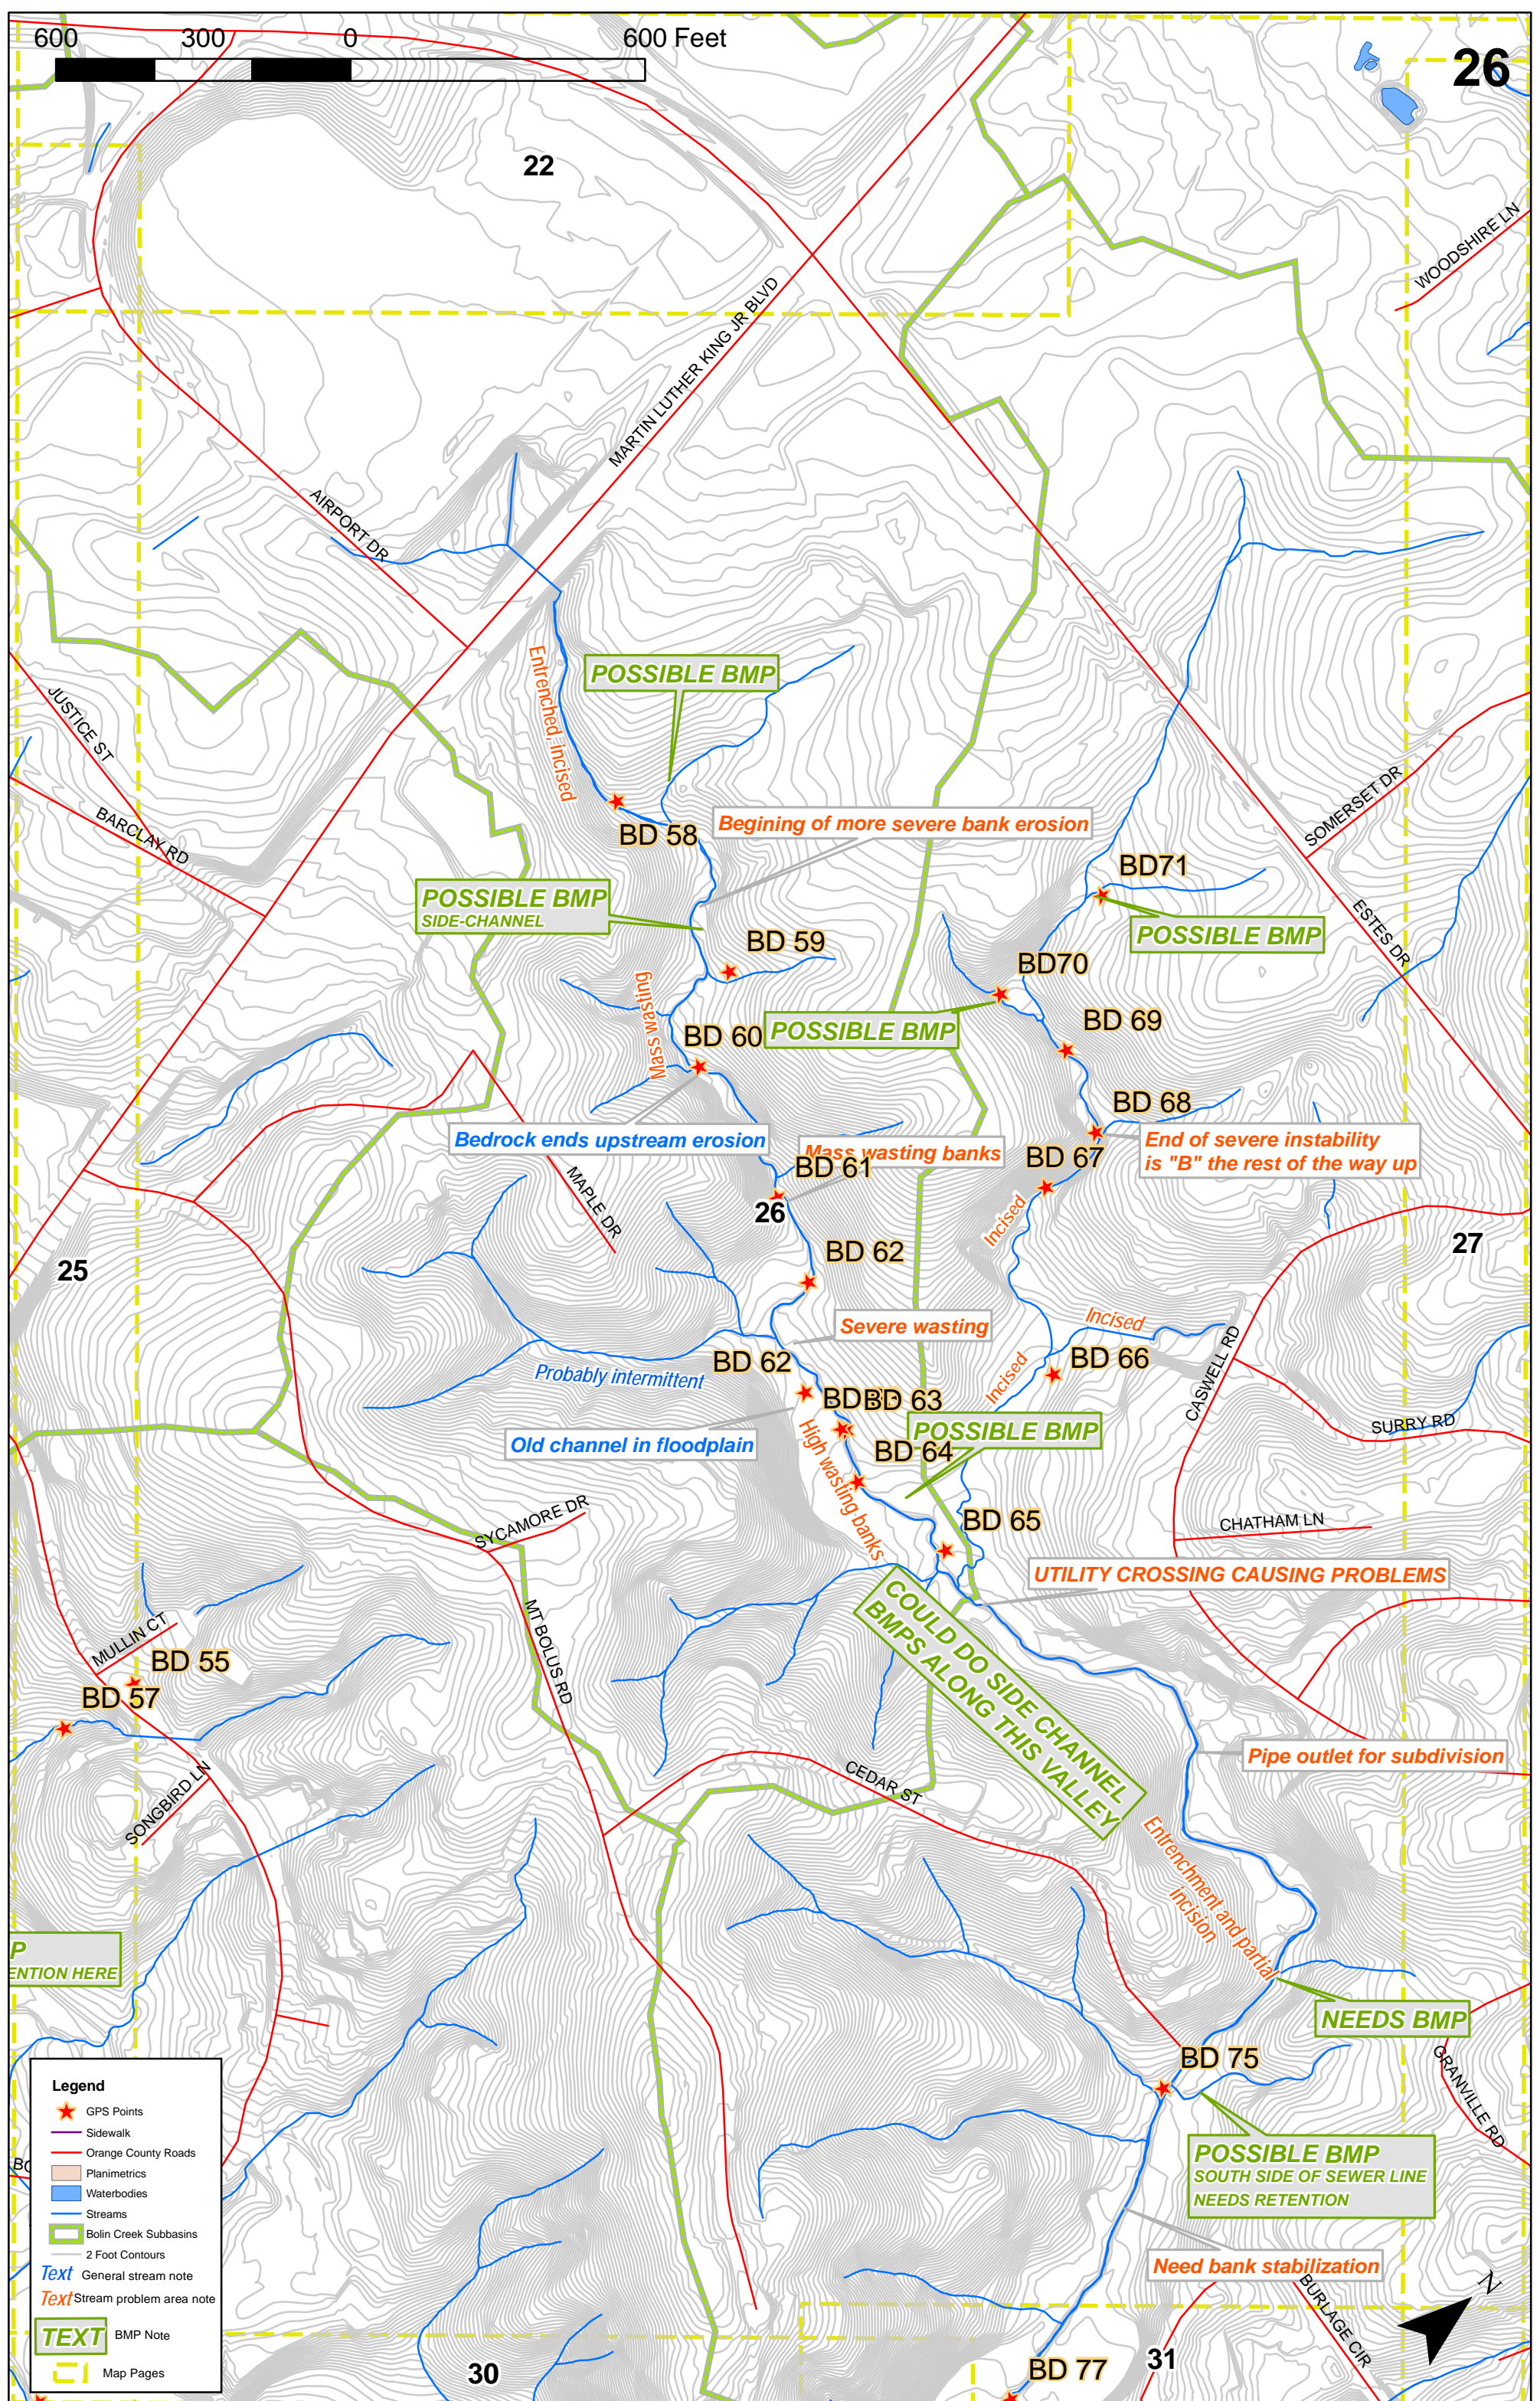 600 300 0 600 Feet
26
22
WOODSHIRE LN
MARTIN LUTHER KING JR BLVD
AIRPORT DR
JUSTICE ST
BARCLAY RD
Entrenched, incised
POSSIBLE BMP
SOMERSET DR
BD 58
Begining of more severe bank erosion
BD71
POSSIBLE BMP
SIDE-CHANNEL
POSSIBLE BMP
ESTES DR
BD 59
BD70
Mass wasting
BD 60
POSSIBLE BMP
BD 69
BD 68
Bedrock ends upstream erosion
Mass wasting banks
BD 61
BD 67
End of severe instability
is "B" the rest of the way up
MAPLE DR
26
Incised
25
27
BD 62
Severe wasting
Incised
BD 62
Probably intermittent
BD 66
Incised
CASWELL RD
SURRY RD
BD
BD 63
Old channel in floodplain
High wasting banks
BD 64
POSSIBLE BMP
SYCAMORE DR
BD 65
CHATHAM LN
UTILITY CROSSING CAUSING PROBLEMS
MULLIN CT
BD 55
BD 57
MT BOLUS RD
COULD DO SIDE CHANNEL
BMPS ALONG THIS VALLEY
Pipe outlet for subdivision
SONGBIRD LN
CEDAR ST
Entrenchment and partial
incision
P
ENTION HERE
NEEDS BMP
GRANVILLE RD
BD 75
POSSIBLE BMP
SOUTH SIDE OF SEWER LINE
NEEDS RETENTION
Need bank stabilization
BURLAGE CIR
N
BO
Legend
GPS Points
Sidewalk
Orange County Roads
Planimetrics
Waterbodies
Streams
Bolin Creek Subbasins
2 Foot Contours
Text General stream note
Text Stream problem area note
TEXT BMP Note
Map Pages
30
BD 77
31